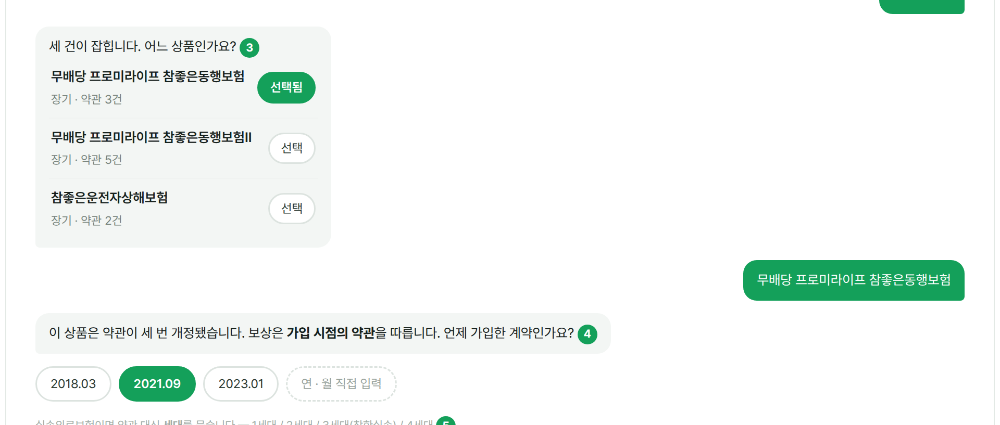 세 건이 잡힙니다. 어느 상품인가요? 3
무배당 프로미라이프 참좋은동행보험
선택됨
장기 · 약관 3건
무배당 프로미라이프 참좋은동행보험II
선택
장기 · 약관 5건
참좋은운전자상해보험
선택
장기 · 약관 2건
무배당 프로미라이프 참좋은동행보험
이 상품은 약관이 세 번 개정됐습니다. 보상은 가입 시점의 약관을 따릅니다. 언제 가입한 계약인가요? 4
2018.03 2021.09 2023.01 연 · 월 직접 입력
실손의료보험이면 약관 대신 세대를 묻습니다 — 1세대 / 2세대 / 3세대(착한실손) / 4세대 5